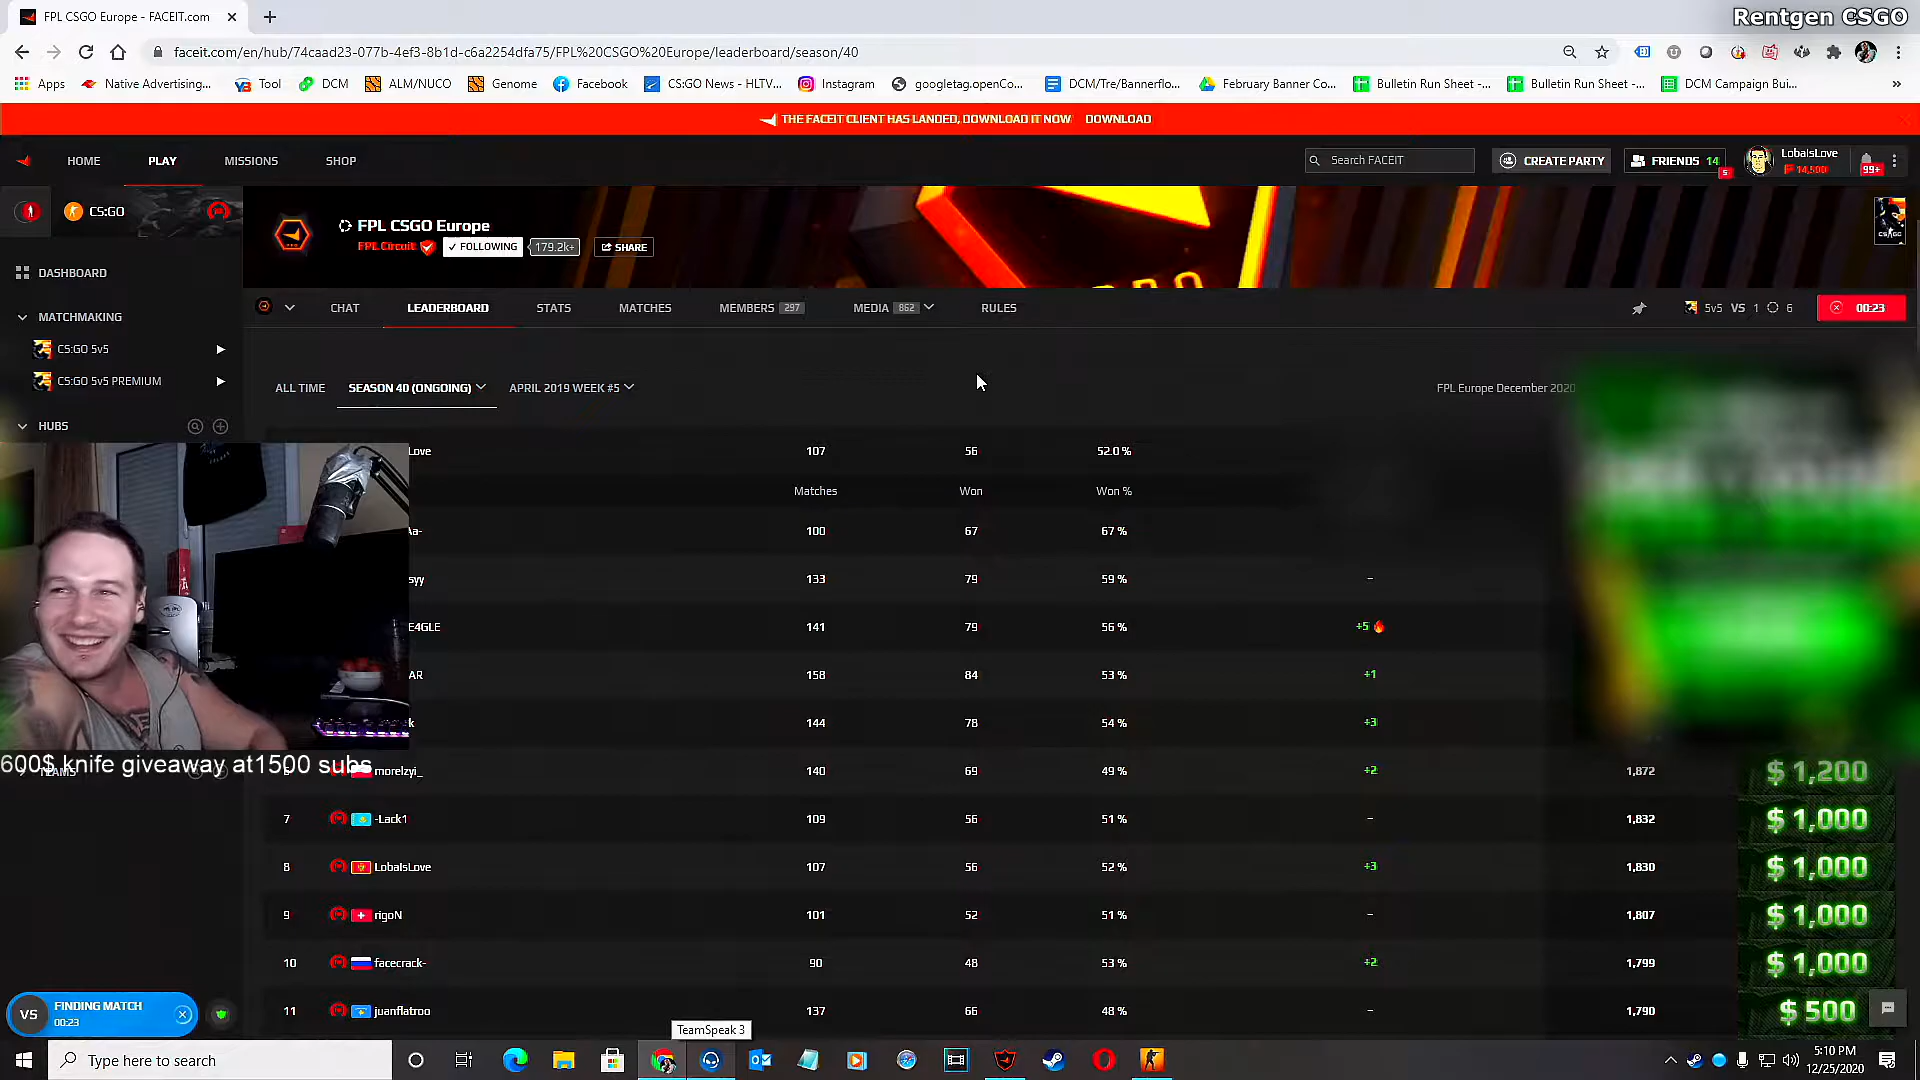 FPL CSGO Europe - FACEIT.com
Rentgen CSGO
faceit.com/en/hub/74caad23-077b-4ef3-8b1d-c6a2254dfa75/FPL%20CSGO%20Europe/leaderboard/season/40
Apps Native Advertising... Tool DCM ALM/NUCO Genome Facebook CS:GO News - HLTV... Instagram googletag.openCo... DCM/Tre/Bannerflo... February Banner Co... Bulletin Run Sheet -... Bulletin Run Sheet -... DCM Campaign Bui... »
THE FACEIT CLIENT HAS LANDED, DOWNLOAD IT NOW DOWNLOAD
HOME PLAY MISSIONS SHOP Search FACEIT CREATE PARTY FRIENDS 14 5 LobaIsLove 14,500 99+
CS:GO
FPL CSGO Europe
FPL Circuit FOLLOWING 179.2k+ SHARE
DASHBOARD
CHAT LEADERBOARD STATS MATCHES MEMBERS 297 MEDIA 862 RULES 5v5 VS 1 6 00:23
MATCHMAKING
CS:GO 5v5
CS:GO 5v5 PREMIUM
ALL TIME SEASON 40 (ONGOING) APRIL 2019 WEEK #5 FPL Europe December 2020
HUBS
Love 107 56 52.0 %
Matches Won Won %
Aa- 100 67 67 %
syy 133 79 59 % -
E4GLE 141 79 56 % +5
AR 158 84 53 % +1
k 144 78 54 % +3
600$ knife giveaway at1500 subs
TEAMS
morelzyi_ 140 69 49 % +2 1,872 $ 1,200
7 -Lack1 109 56 51 % - 1,832 $ 1,000
8 LobaIsLove 107 56 52 % +3 1,830 $ 1,000
9 rigoN 101 52 51 % - 1,807 $ 1,000
10 facecrack- 90 48 53 % +2 1,799 $ 1,000
11 juanflatroo 137 66 48 % - 1,790 $ 500
VS FINDING MATCH
00:23
TeamSpeak 3
Type here to search
5:10 PM
12/25/2020